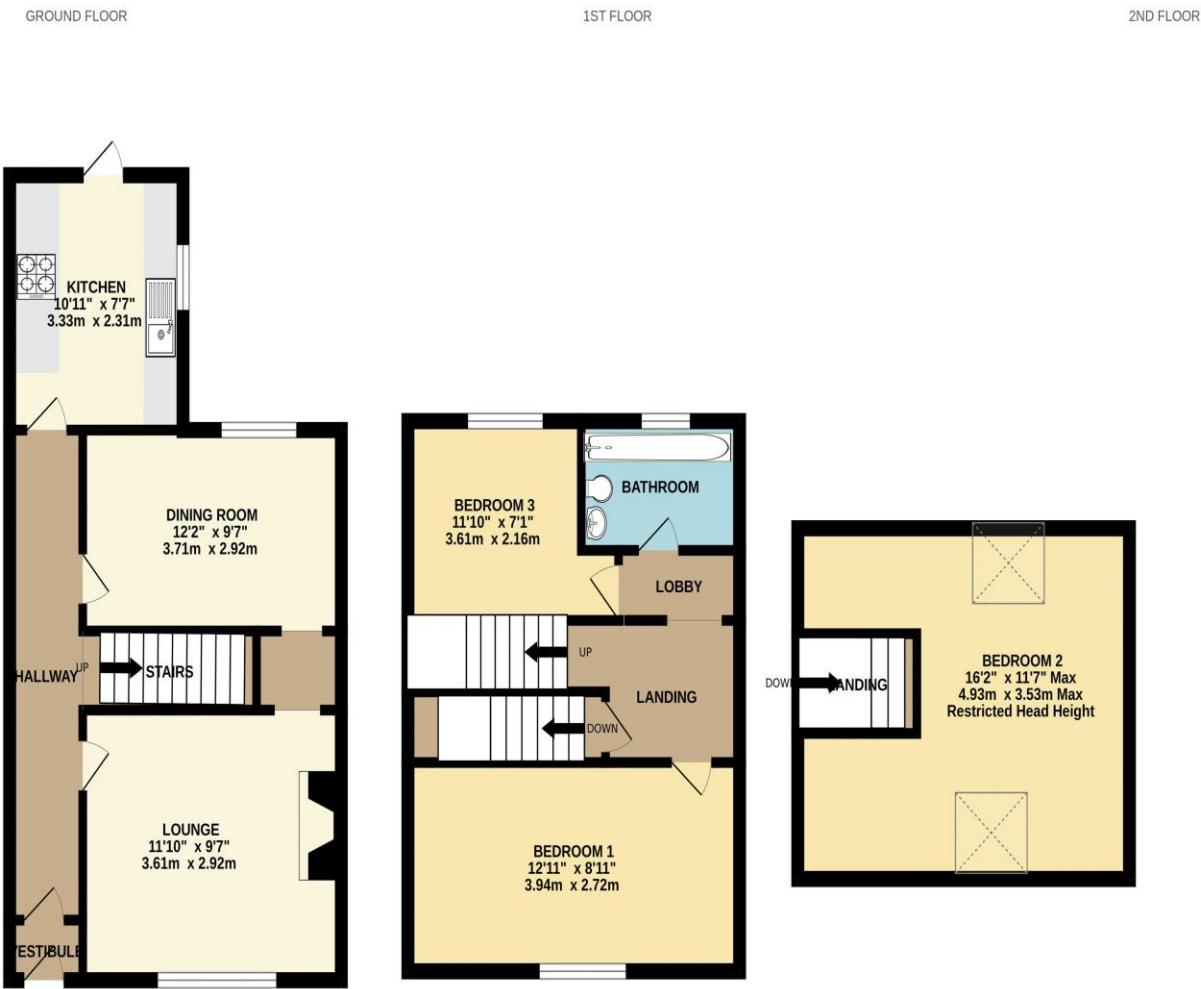 GROUND FLOOR
1ST FLOOR
2ND FLOOR
KITCHEN
10'11" x 7'7"
3.33m x 2.31m
DINING ROOM
12'2" x 9'7"
3.71m x 2.92m
UP
STAIRS
HALLWAY
LOUNGE
11'10" x 9'7"
3.61m x 2.92m
VESTIBULE
BEDROOM 3
11'10" x 7'1"
3.61m x 2.16m
BATHROOM
LOBBY
UP
LANDING
DOWN
BEDROOM 1
12'11" x 8'11"
3.94m x 2.72m
DOWN
LANDING
BEDROOM 2
16'2" x 11'7" Max
4.93m x 3.53m Max
Restricted Head Height